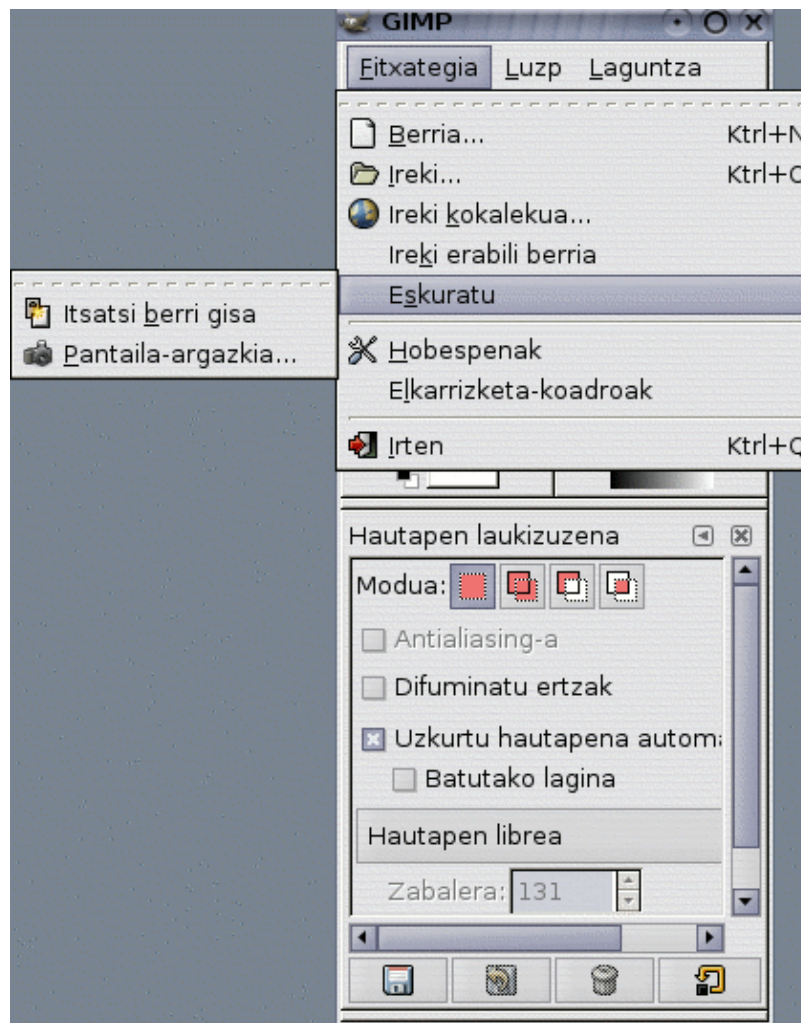 GIMP
Fitxategia Luzp Laguntza
Berria... Ktrl+N
Ireki... Ktrl+O
Ireki kokalekua...
Ireki erabili berria
Eskuratu
Itsatsi berri gisa
Pantaila-argazkia...
Hobespenak
Elkarrizketa-koadroak
Irten Ktrl+Q
Hautapen laukizuzena
Modua:
Antialiasing-a
Difuminatu ertzak
Uzkurtu hautapena autom
Batutako lagina
Hautapen librea
Zabalera: 131